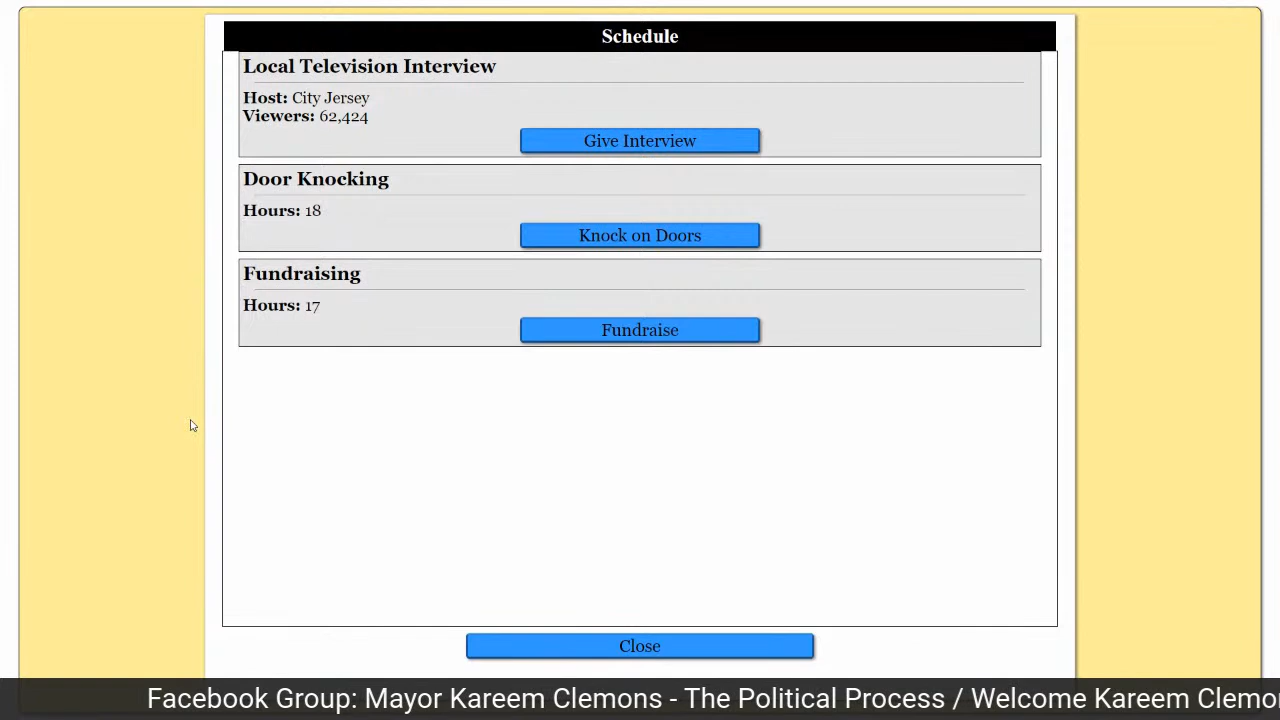 Schedule
Local Television Interview
Host: City Jersey
Viewers: 62,424
Give Interview
Door Knocking
Hours: 18
Knock on Doors
Fundraising
Hours: 17
Fundraise
Close
Facebook Group: Mayor Kareem Clemons - The Political Process / Welcome Kareem Clemo